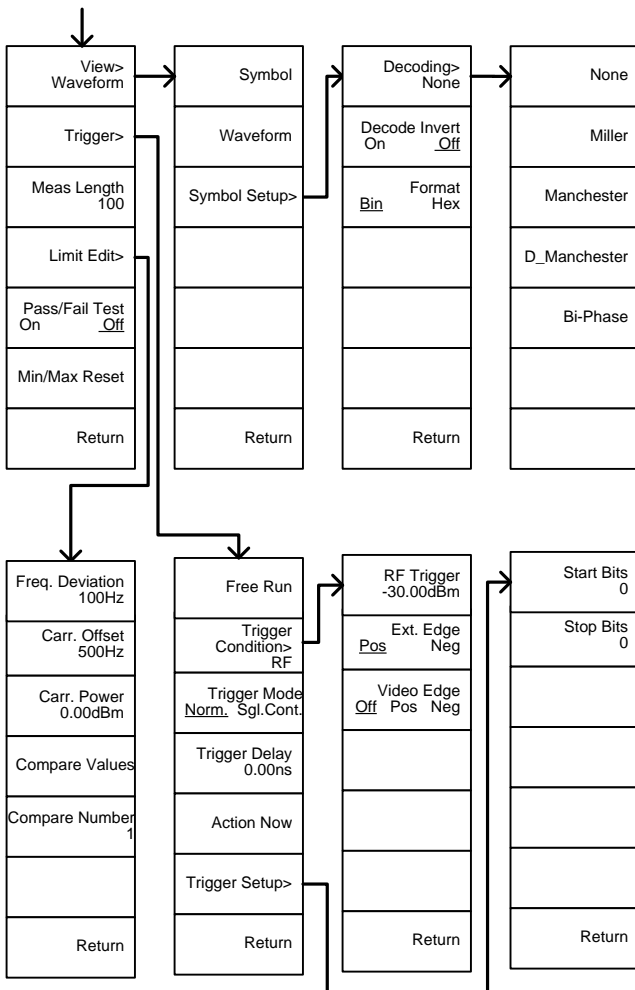 View>
Waveform
Trigger>
Meas Length
100
Limit Edit>
Pass/Fail Test
On Off
Min/Max Reset
Return
Symbol
Waveform
Symbol Setup>
Return
Decoding>
None
Decode Invert
On Off
Format
Bin Hex
Return
None
Miller
Manchester
D_Manchester
Bi-Phase
Freq. Deviation
100Hz
Carr. Offset
500Hz
Carr. Power
0.00dBm
Compare Values
Compare Number
1
Return
Free Run
Trigger
Condition>
RF
Trigger Mode
Norm. Sgl.Cont.
Trigger Delay
0.00ns
Action Now
Trigger Setup>
Return
RF Trigger
-30.00dBm
Ext. Edge
Pos Neg
Video Edge
Off Pos Neg
Return
Start Bits
0
Stop Bits
0
Return